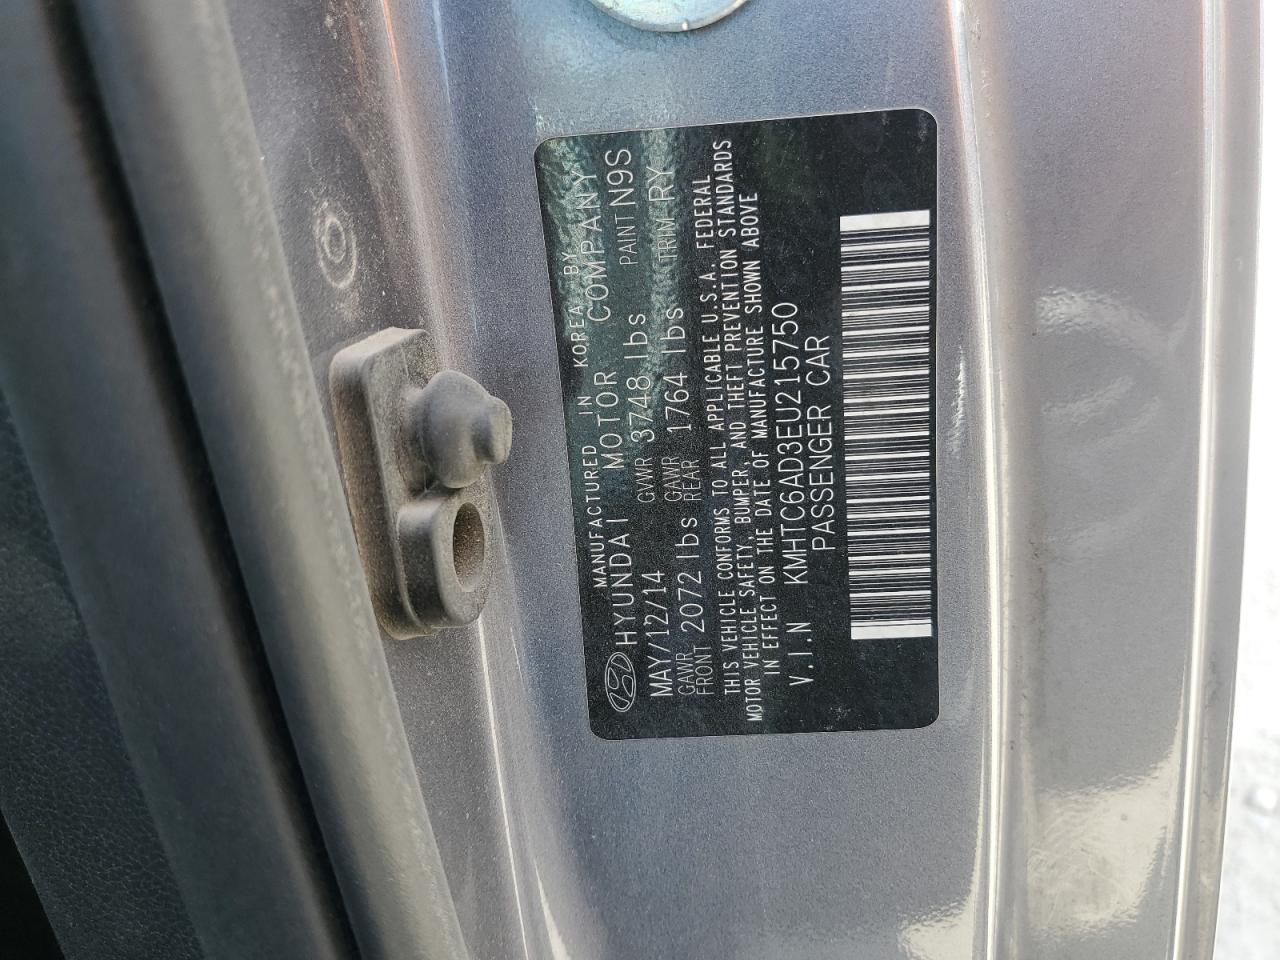 MANUFACTURED IN KOREA BY
HYUNDAI MOTOR COMPANY
MAY/12/14 GVWR 3748 lbs PAINT N9S
GAWR FRONT 2072 lbs GAWR REAR 1764 lbs TRIM RY
THIS VEHICLE CONFORMS TO ALL APPLICABLE U.S.A. FEDERAL
MOTOR VEHICLE SAFETY, BUMPER, AND THEFT PREVENTION STANDARDS
IN EFFECT ON THE DATE OF MANUFACTURE SHOWN ABOVE
V.I.N KMHTC6AD3EU215750
PASSENGER CAR